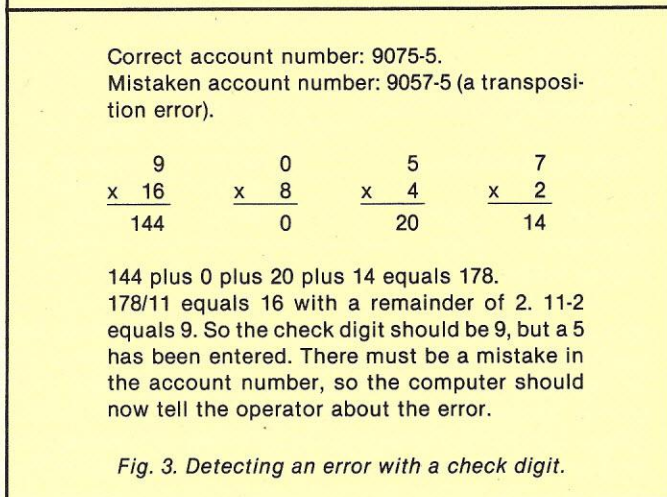 Correct account number: 9075-5.
Mistaken account number: 9057-5 (a transposi-
tion error).
9 0 5 7
x 16 x 8 x 4 x 2
144 0 20 14
144 plus 0 plus 20 plus 14 equals 178.
178/11 equals 16 with a remainder of 2. 11-2
equals 9. So the check digit should be 9, but a 5
has been entered. There must be a mistake in
the account number, so the computer should
now tell the operator about the error.
Fig. 3. Detecting an error with a check digit.